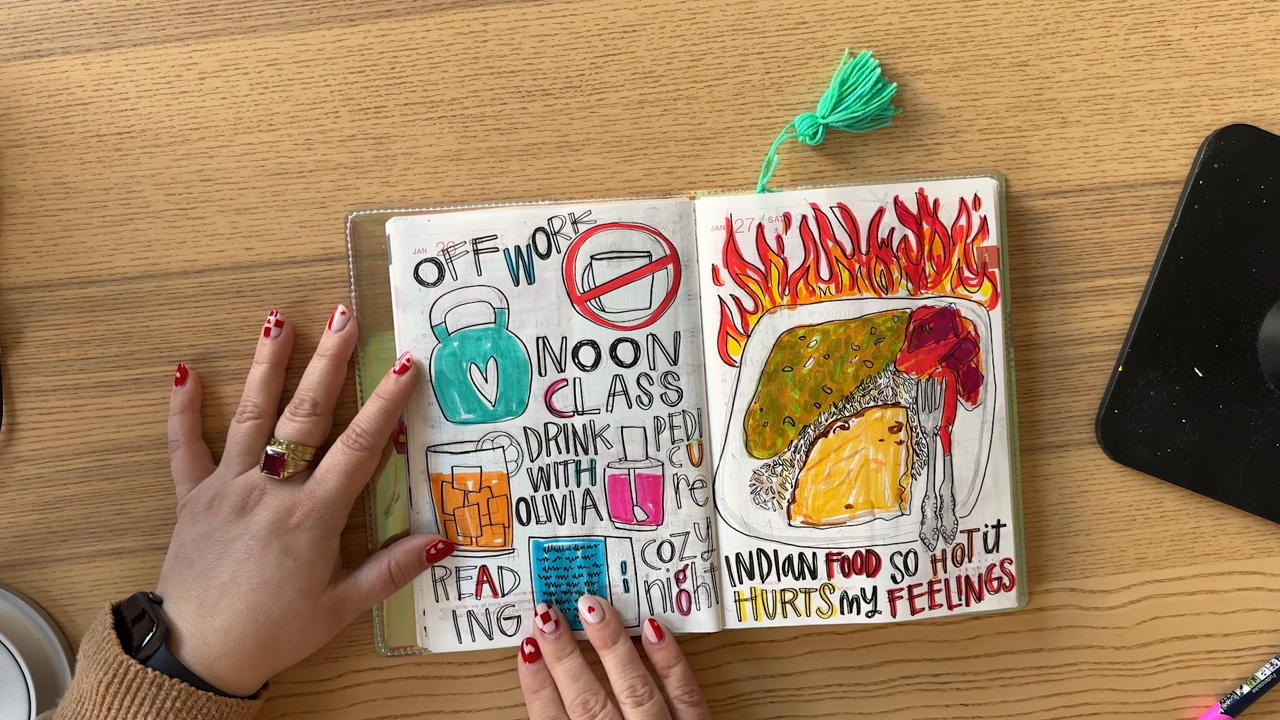 JAN 26
OFF WORK
NOON
CLASS
DRINK
WITH
OLIVIA
PEDI
CU
re
READ
ING
cozy
night
JAN 27 SAT
INDIAN FOOD SO HOT it
HURTS my FEELINGS